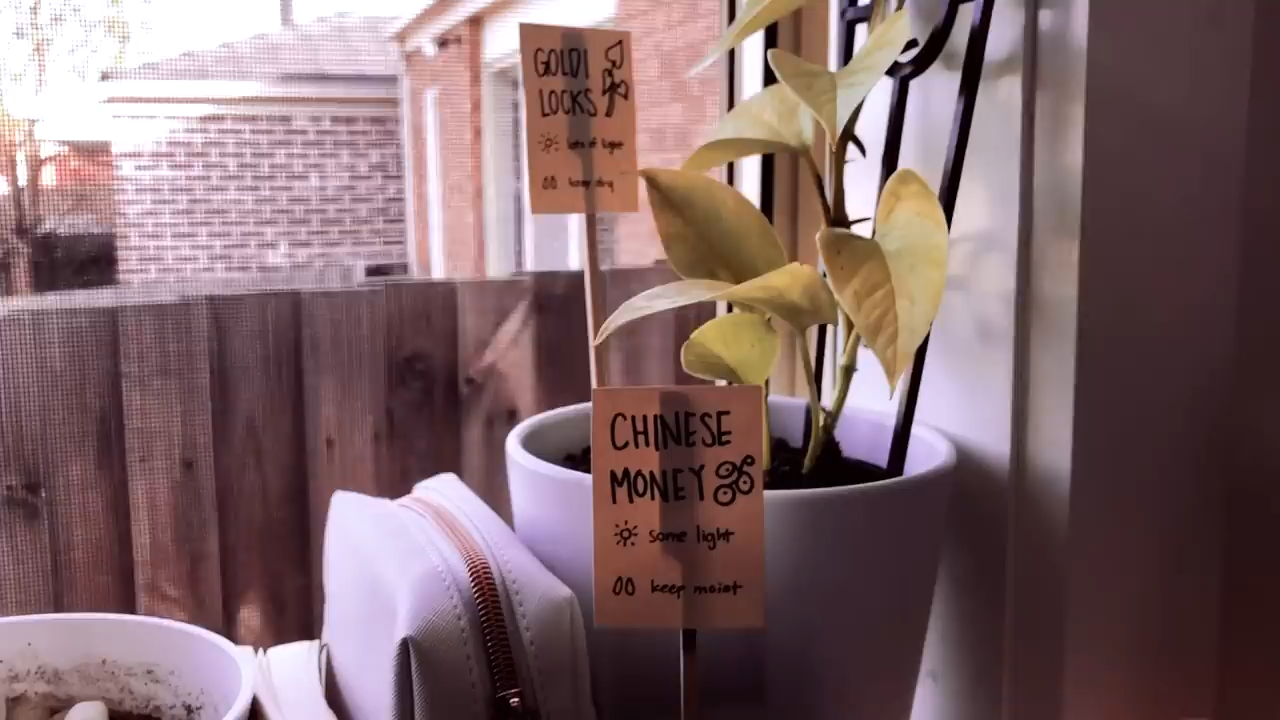 GOLDI
LOCKS
lots of light
keep dry
CHINESE
MONEY
some light
keep moist